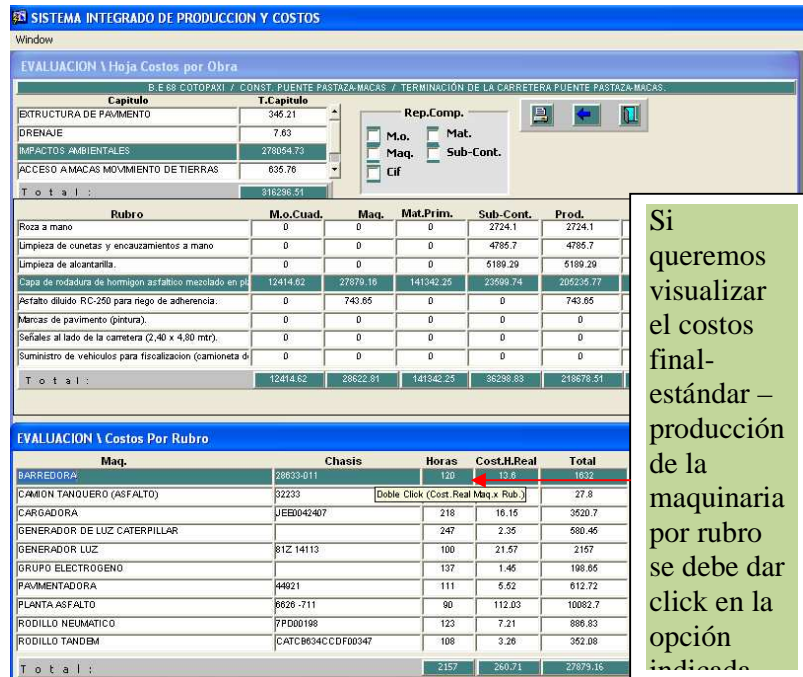 SISTEMA INTEGRADO DE PRODUCCION Y COSTOS
Window
EVALUACION \ Hoja Costos por Obra
B.E 68 COTOPAXI / CONST. PUENTE PASTAZA-MACAS / TERMINACIÓN DE LA CARRETERA PUENTE PASTAZA-MACAS.
Capitulo T.Capitulo
EXTRUCTURA DE PAVIMENTO 345.21
DRENAJE 7.63
IMPACTOS AMBIENTALES 278054.73
ACCESO A MACAS MOVIMIENTO DE TIERRAS 635.76
Total: 316296.51
Rep.Comp.
M.o. Mat.
Maq. Sub-Cont.
Cif
Rubro M.o.Cuad. Maq. Mat.Prim. Sub-Cont. Prod.
Roza a mano 0 0 0 2724.1 2724.1
Limpieza de cunetas y encauzamientos a mano 0 0 0 4785.7 4785.7
Limpieza de alcantarilla. 0 0 0 5189.29 5189.29
Capa de rodadura de hormigon asfaltico mezclado en pl 12414.62 27879.16 141342.25 23599.74 205235.77
Asfalto diluido RC-250 para riego de adherencia. 0 743.65 0 0 743.65
Marcas de pavimento (pintura). 0 0 0 0 0
Señales al lado de la carretera (2,40 x 4,80 mtr). 0 0 0 0 0
Suministro de vehiculos para fiscalizacion (camioneta d 0 0 0 0 0
Total: 12414.62 28622.81 141342.25 36298.83 218678.51
EVALUACION \ Costos Por Rubro
Maq. Chasis Horas Cost.H.Real Total
BARREDORA 28633-011 120 13.6 1632
CAMION TANQUERO (ASFALTO) 32233 Doble Click (Cost.Real Maq.x Rub.) 27.8
CARGADORA JEE0042407 218 16.15 3520.7
GENERADOR DE LUZ CATERPILLAR 247 2.35 580.45
GENERADOR LUZ 81Z 14113 100 21.57 2157
GRUPO ELECTROGENO 137 1.45 198.65
PAVIMENTADORA 44921 111 5.52 612.72
PLANTA ASFALTO 6626 -711 90 112.03 10082.7
RODILLO NEUMATICO 7PD00198 123 7.21 886.83
RODILLO TANDEM CATCB634CCDF00347 108 3.26 352.08
Total: 2157 260.71 27879.16
Si
queremos
visualizar
el costos
final-
estándar –
producción
de la
maquinaria
por rubro
se debe dar
click en la
opción
indicada